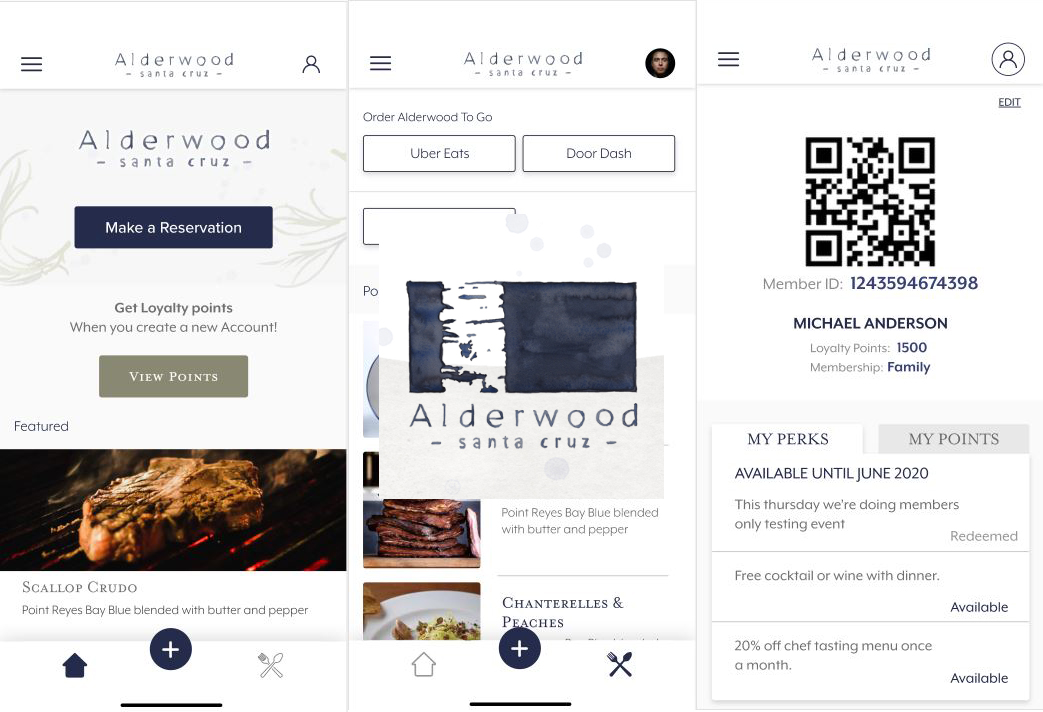 Alderwood
- santa cruz -
Alderwood
- santa cruz -
Make a Reservation
Get Loyalty points
When you create a new Account!
View Points
Featured
Scallop Crudo
Point Reyes Bay Blue blended with butter and pepper
Alderwood
- santa cruz -
Order Alderwood To Go
Uber Eats
Door Dash
Po
Alderwood
- santa cruz -
Point Reyes Bay Blue blended
with butter and pepper
Chanterelles &
Peaches
Alderwood
- santa cruz -
EDIT
Member ID: 1243594674398
MICHAEL ANDERSON
Loyalty Points: 1500
Membership: Family
MY PERKS
MY POINTS
AVAILABLE UNTIL JUNE 2020
This thursday we're doing members
only testing event
Redeemed
Free cocktail or wine with dinner.
Available
20% off chef tasting menu once
a month.
Available